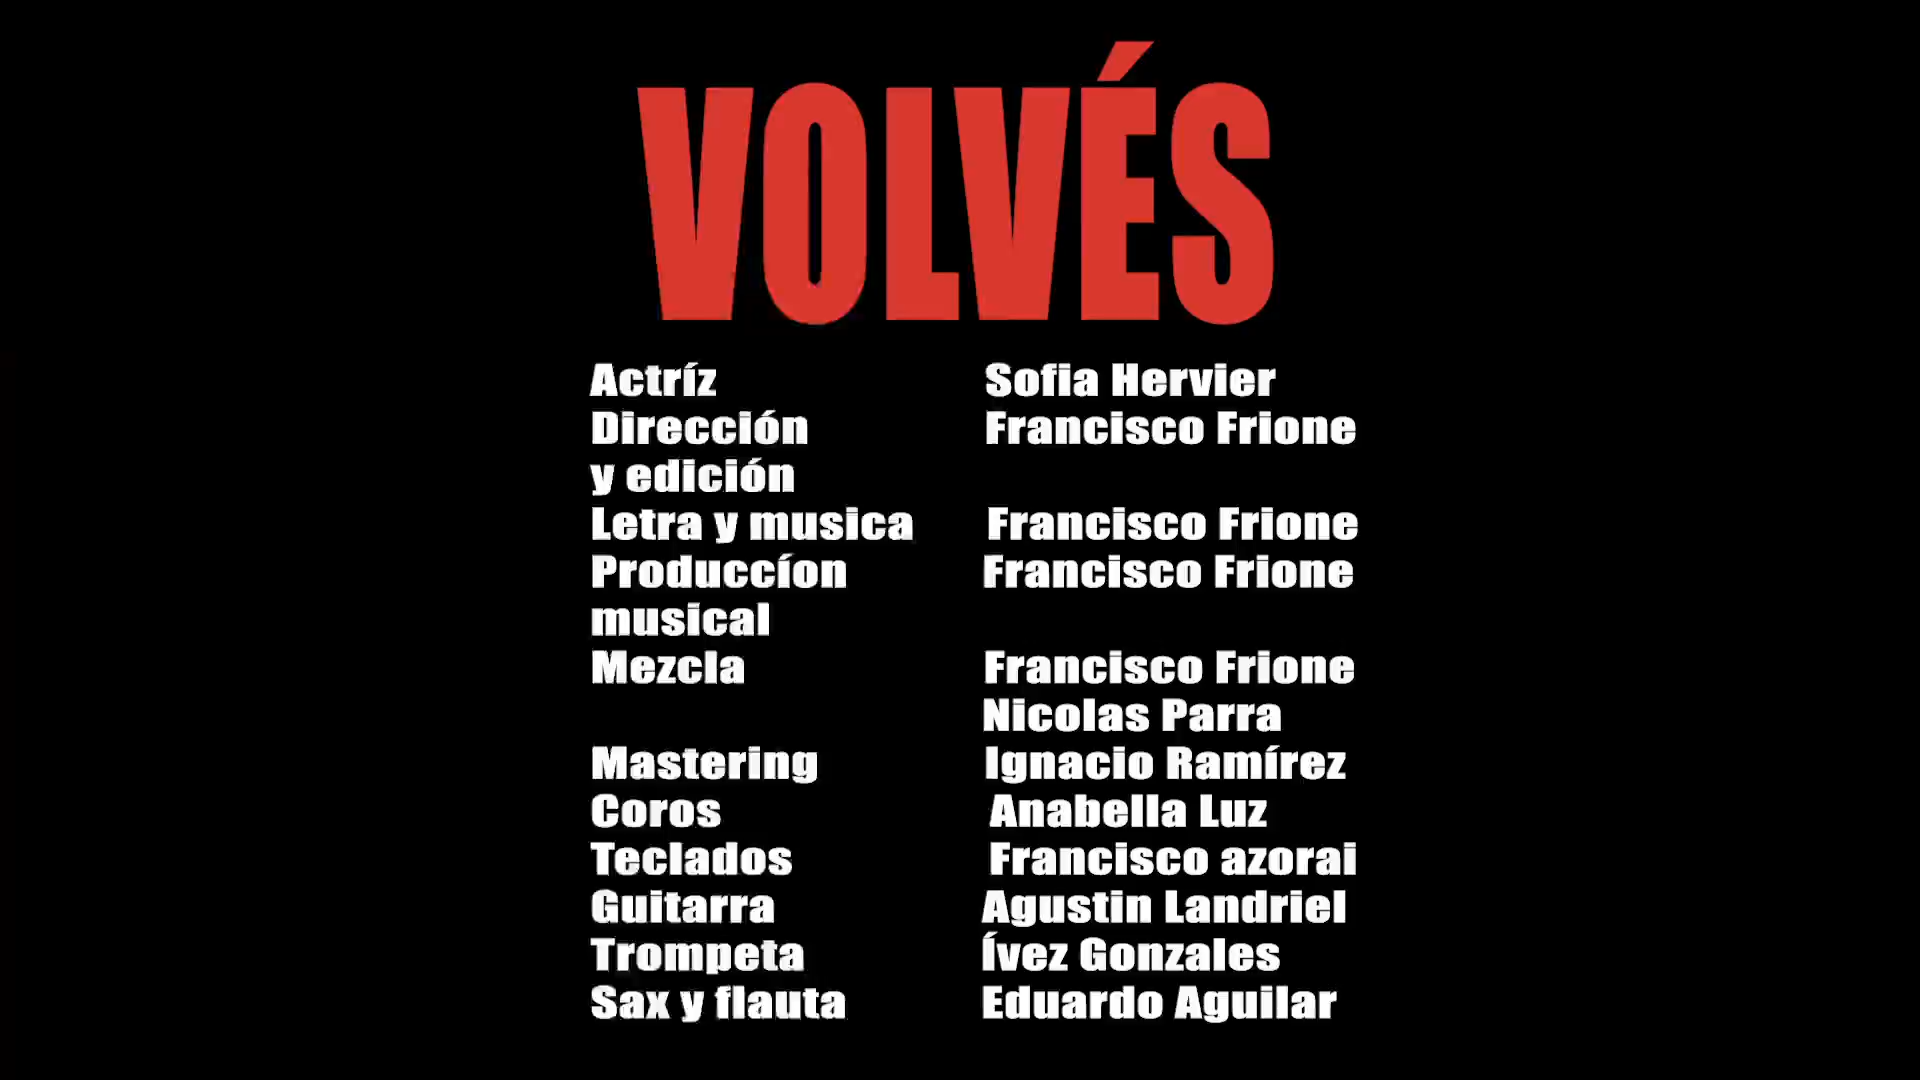 VOLVÉS
Actríz Sofia Hervier
Dirección Francisco Frione
y edición
Letra y musica Francisco Frione
Produccíon Francisco Frione
musical
Mezcla Francisco Frione
Nicolas Parra
Mastering Ignacio Ramírez
Coros Anabella Luz
Teclados Francisco azorai
Guitarra Agustin Landriel
Trompeta Ívez Gonzales
Sax y flauta Eduardo Aguilar